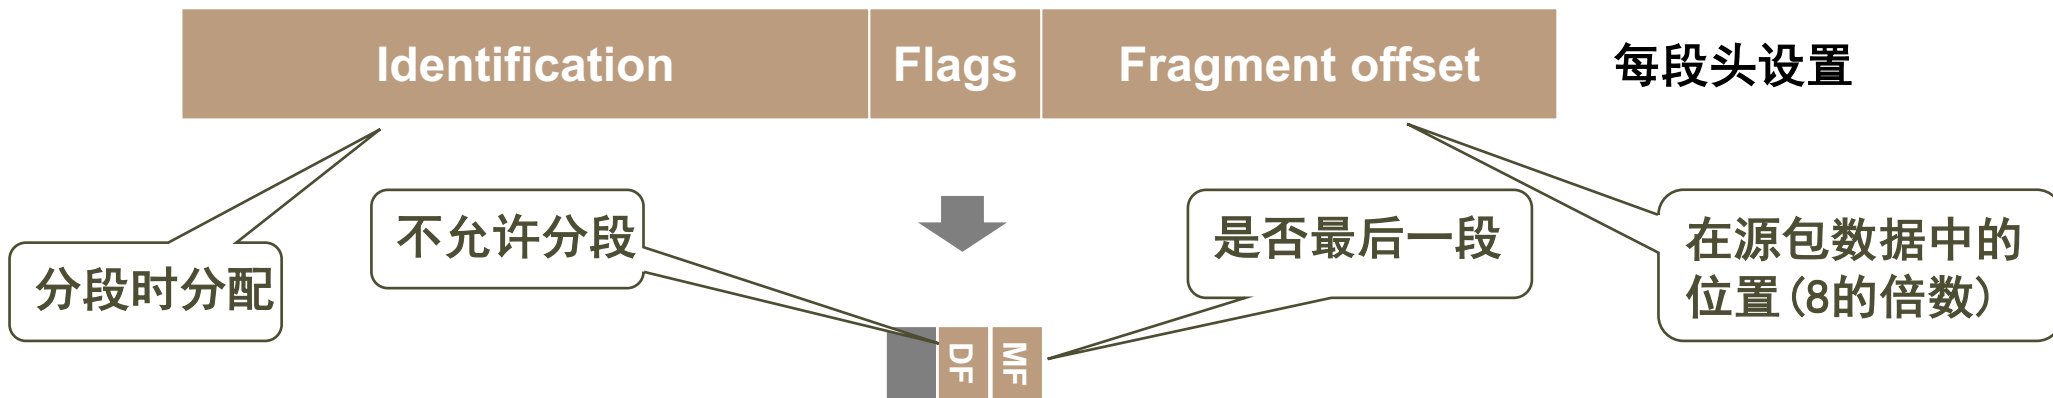 Identification Flags Fragment offset 每段头设置
分段时分配
不允许分段
是否最后一段
在源包数据中的
位置(8的倍数)
DF MF